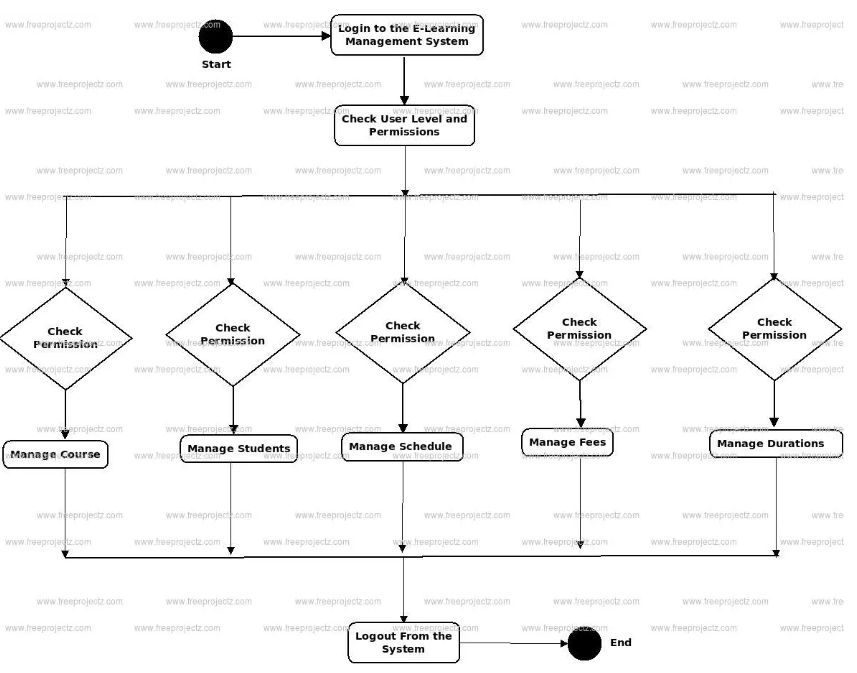 Login to the E-Learning
Management System
Start
Check User Level and
Permissions
Check
Permission
Check
Permission
Check
Permission
Check
Permission
Check
Permission
Manage Course
Manage Students
Manage Schedule
Manage Fees
Manage Durations
Logout From the
System
End
www.freeprojectz.com